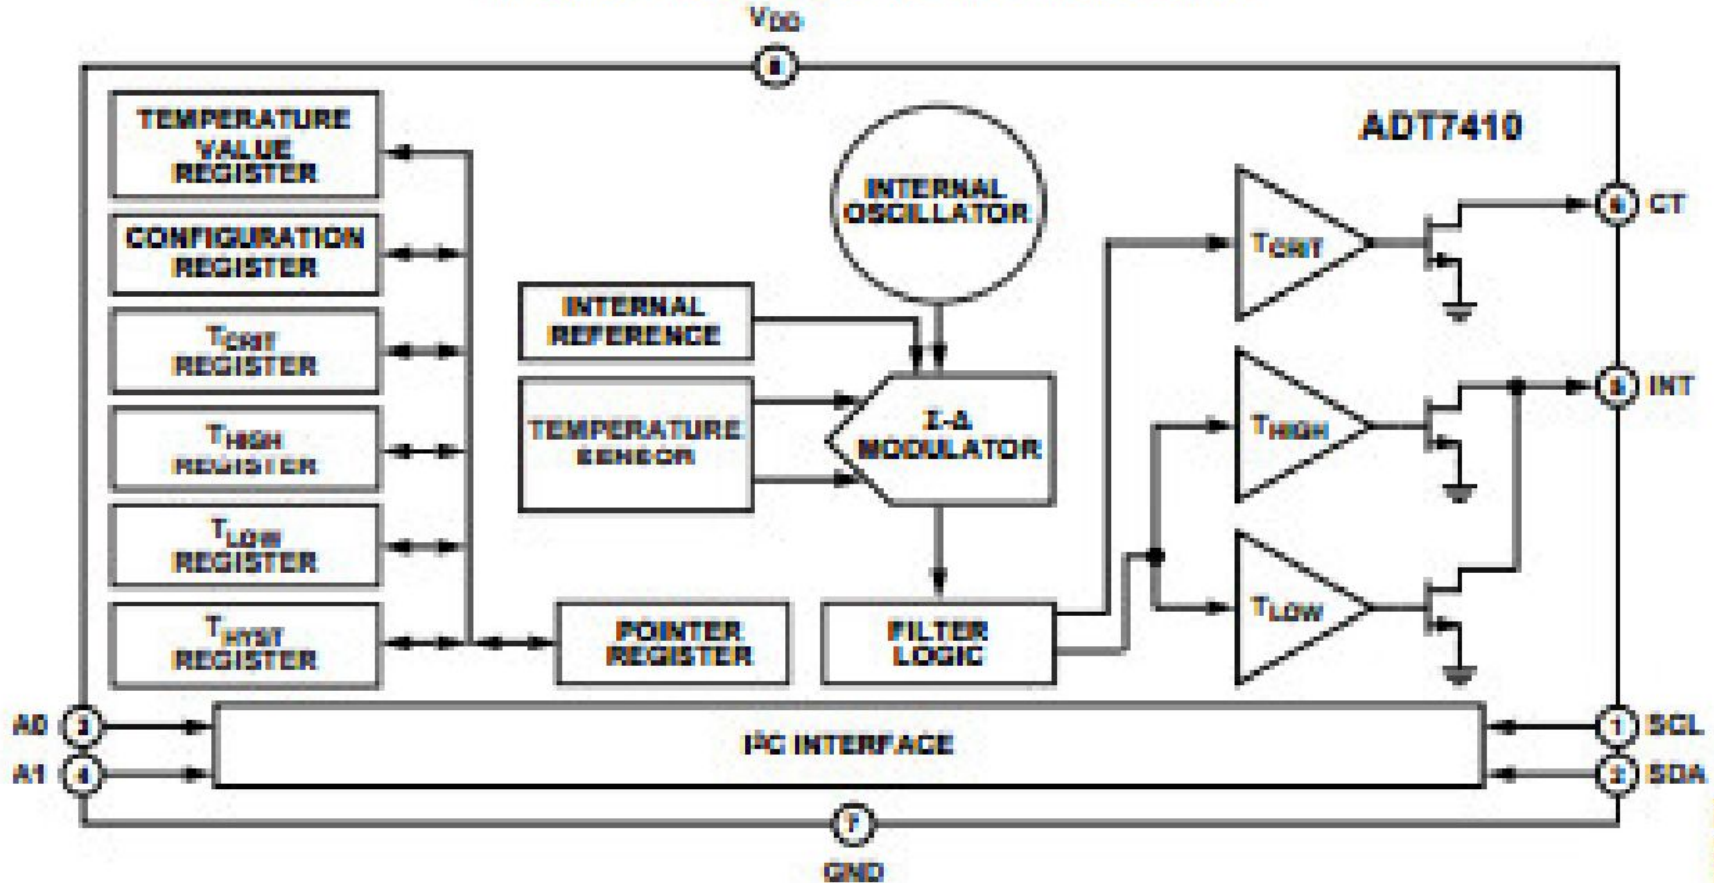 VDD
8
ADT7410
TEMPERATURE
VALUE
REGISTER
CONFIGURATION
REGISTER
TCRIT
REGISTER
THIGH
REGISTER
TLOW
REGISTER
THYST
REGISTER
INTERNAL
OSCILLATOR
INTERNAL
REFERENCE
TEMPERATURE
SENSOR
Σ-Δ
MODULATOR
POINTER
REGISTER
FILTER
LOGIC
TCRIT
THIGH
TLOW
6 CT
5 INT
A0 3
A1 4
I²C INTERFACE
1 SCL
2 SDA
7
GND